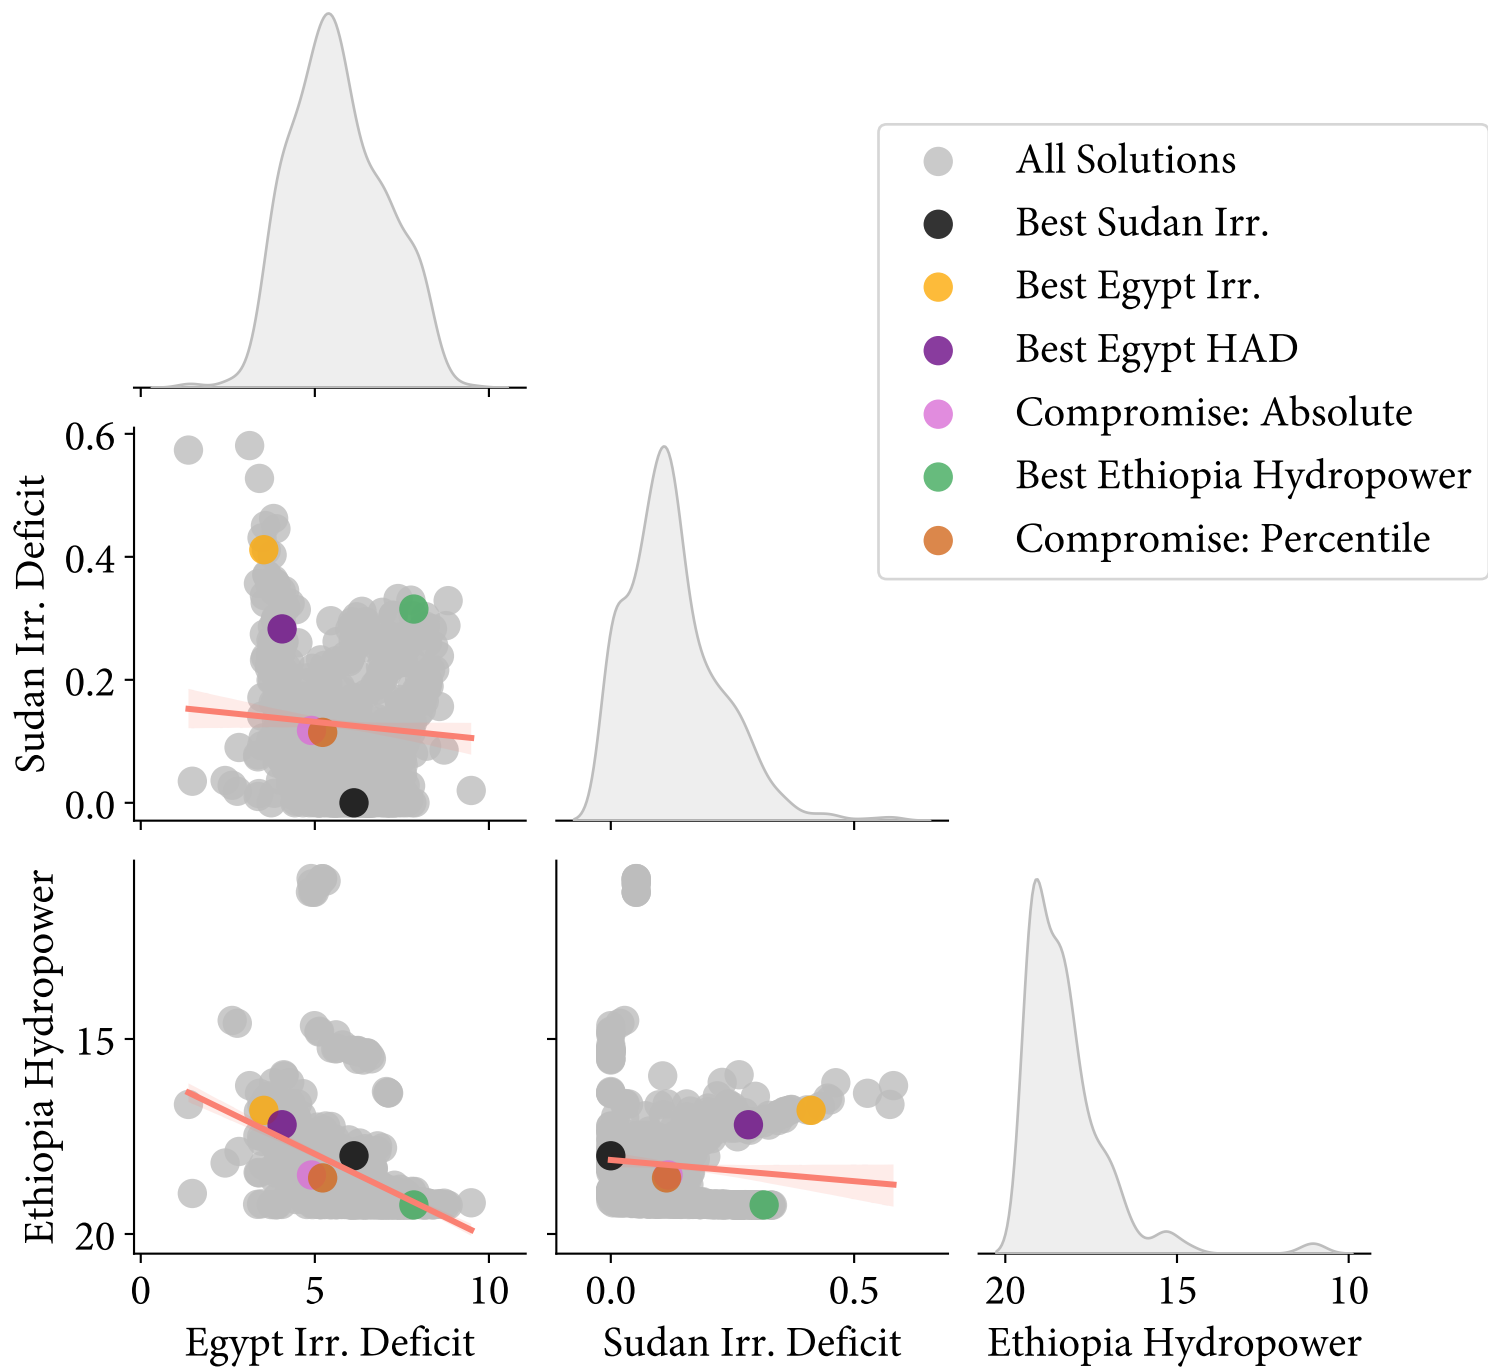 All Solutions
Best Sudan Irr.
Best Egypt Irr.
Best Egypt HAD
Compromise: Absolute
Best Ethiopia Hydropower
Compromise: Percentile
Sudan Irr. Deficit
0.6
0.4
0.2
0.0
Ethiopia Hydropower
15
20
0
5
10
0.0
0.5
20
15
10
Egypt Irr. Deficit
Sudan Irr. Deficit
Ethiopia Hydropower